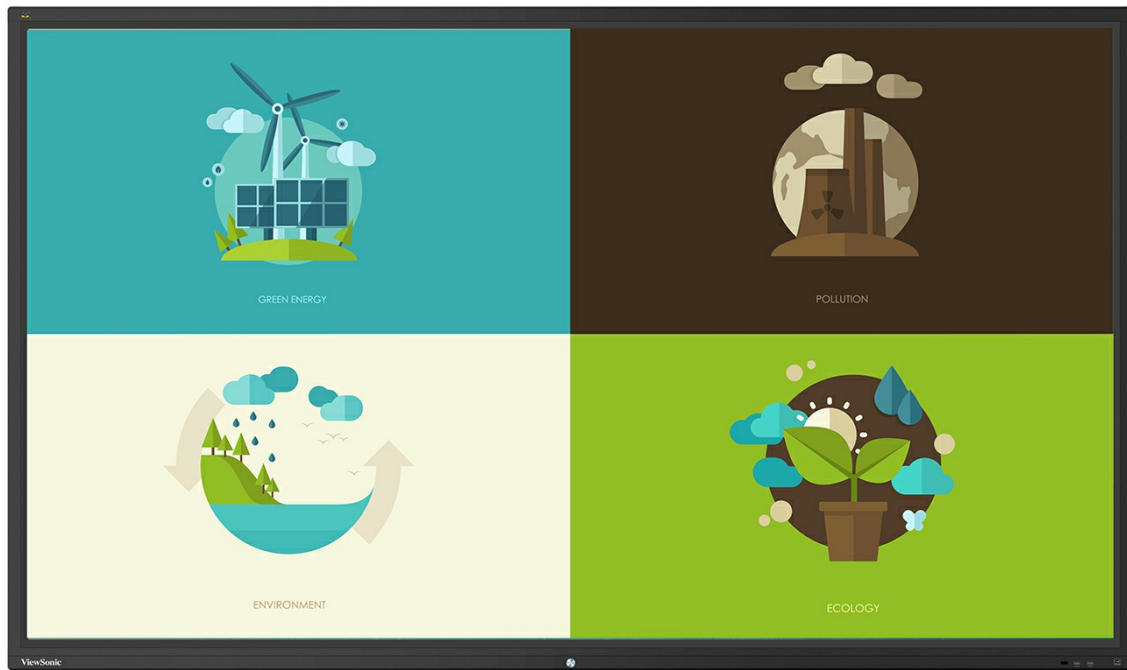 GREEN ENERGY
POLLUTION
ENVIRONMENT
ECOLOGY
ViewSonic